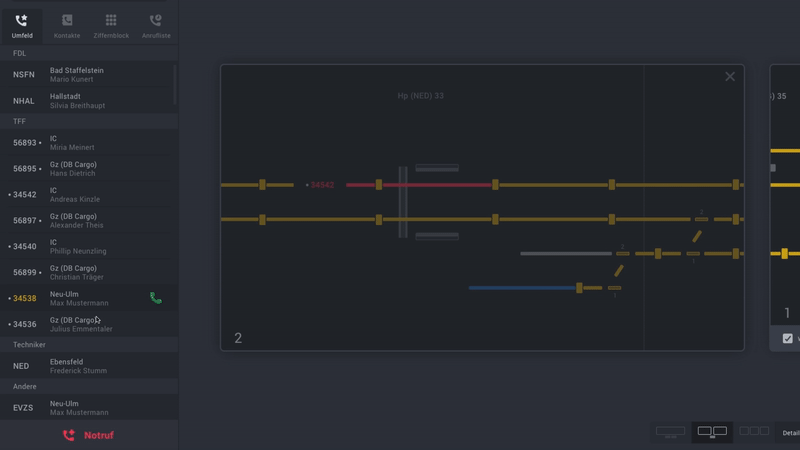 Umfeld
Kontakte
Ziffernblock
Anrufliste
FDL
NSFN
Bad Staffelstein
Mario Kunert
NHAL
Hallstadt
Silvia Breithaupt
TFF
56893 •
IC
Miria Meinert
56895 •
Gz (DB Cargo)
Hans Dietrich
• 34542
IC
Andreas Kinzle
56897 •
Gz (DB Cargo)
Alexander Theis
• 34540
IC
Phillip Neunzling
56899 •
Gz (DB Cargo)
Christian Träger
• 34538
Neu-Ulm
Max Mustermann
• 34536
Gz (DB Cargo)
Julius Emmentaler
Techniker
NED
Ebensfeld
Frederick Stumm
Andere
EVZS
Neu-Ulm
Max Mustermann
Notruf
Hp (NED) 33
• 34542
2
) 35
1
Detail